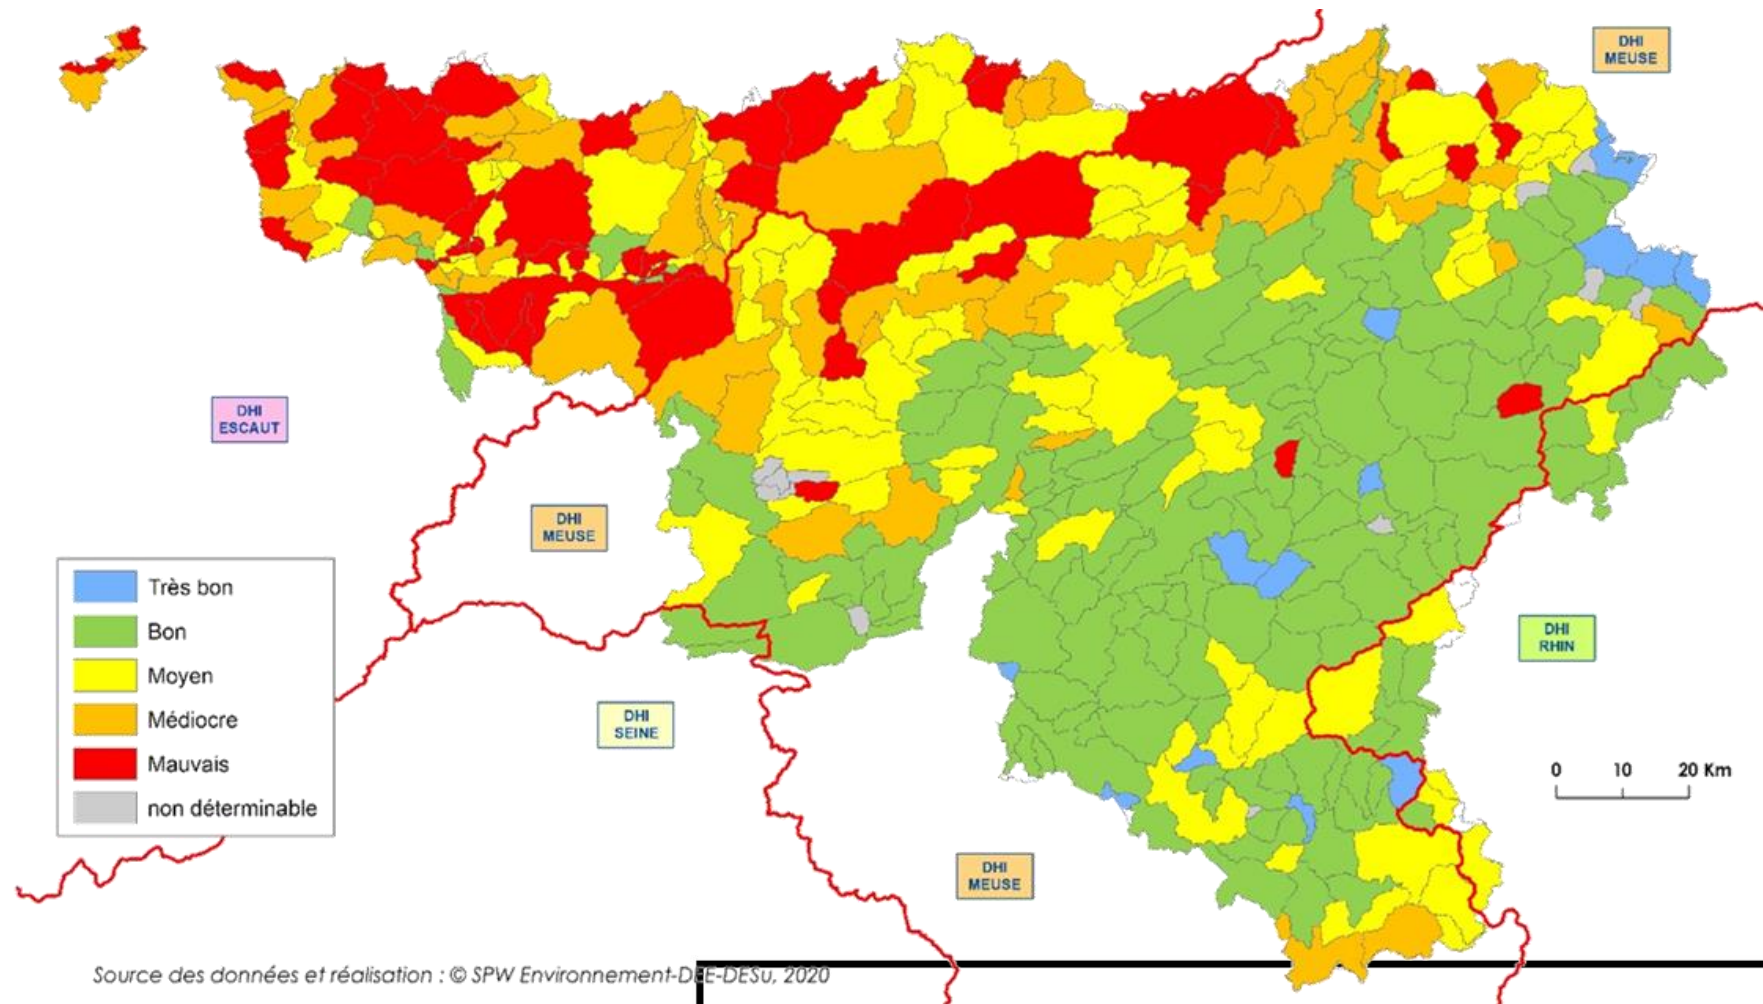 DHI
MEUSE
DHI
ESCAUT
DHI
MEUSE
Très bon
Bon
Moyen
Médiocre
Mauvais
non déterminable
DHI
RHIN
DHI
SEINE
0 10 20 Km
DHI
MEUSE
Source des données et réalisation : © SPW Environnement-DEE-DESu, 2020